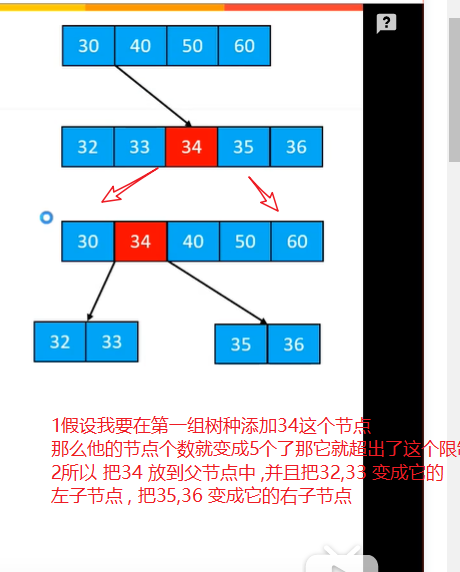 30 40 50 60
32 33 34 35 36
30 34 40 50 60
32 33 35 36
1假设我要在第一组树种添加34这个节点
那么他的节点个数就变成5个了那它就超出了这个限
2所以 把34 放到父节点中 ,并且把32,33 变成它的
左子节点 , 把35,36 变成它的右子节点